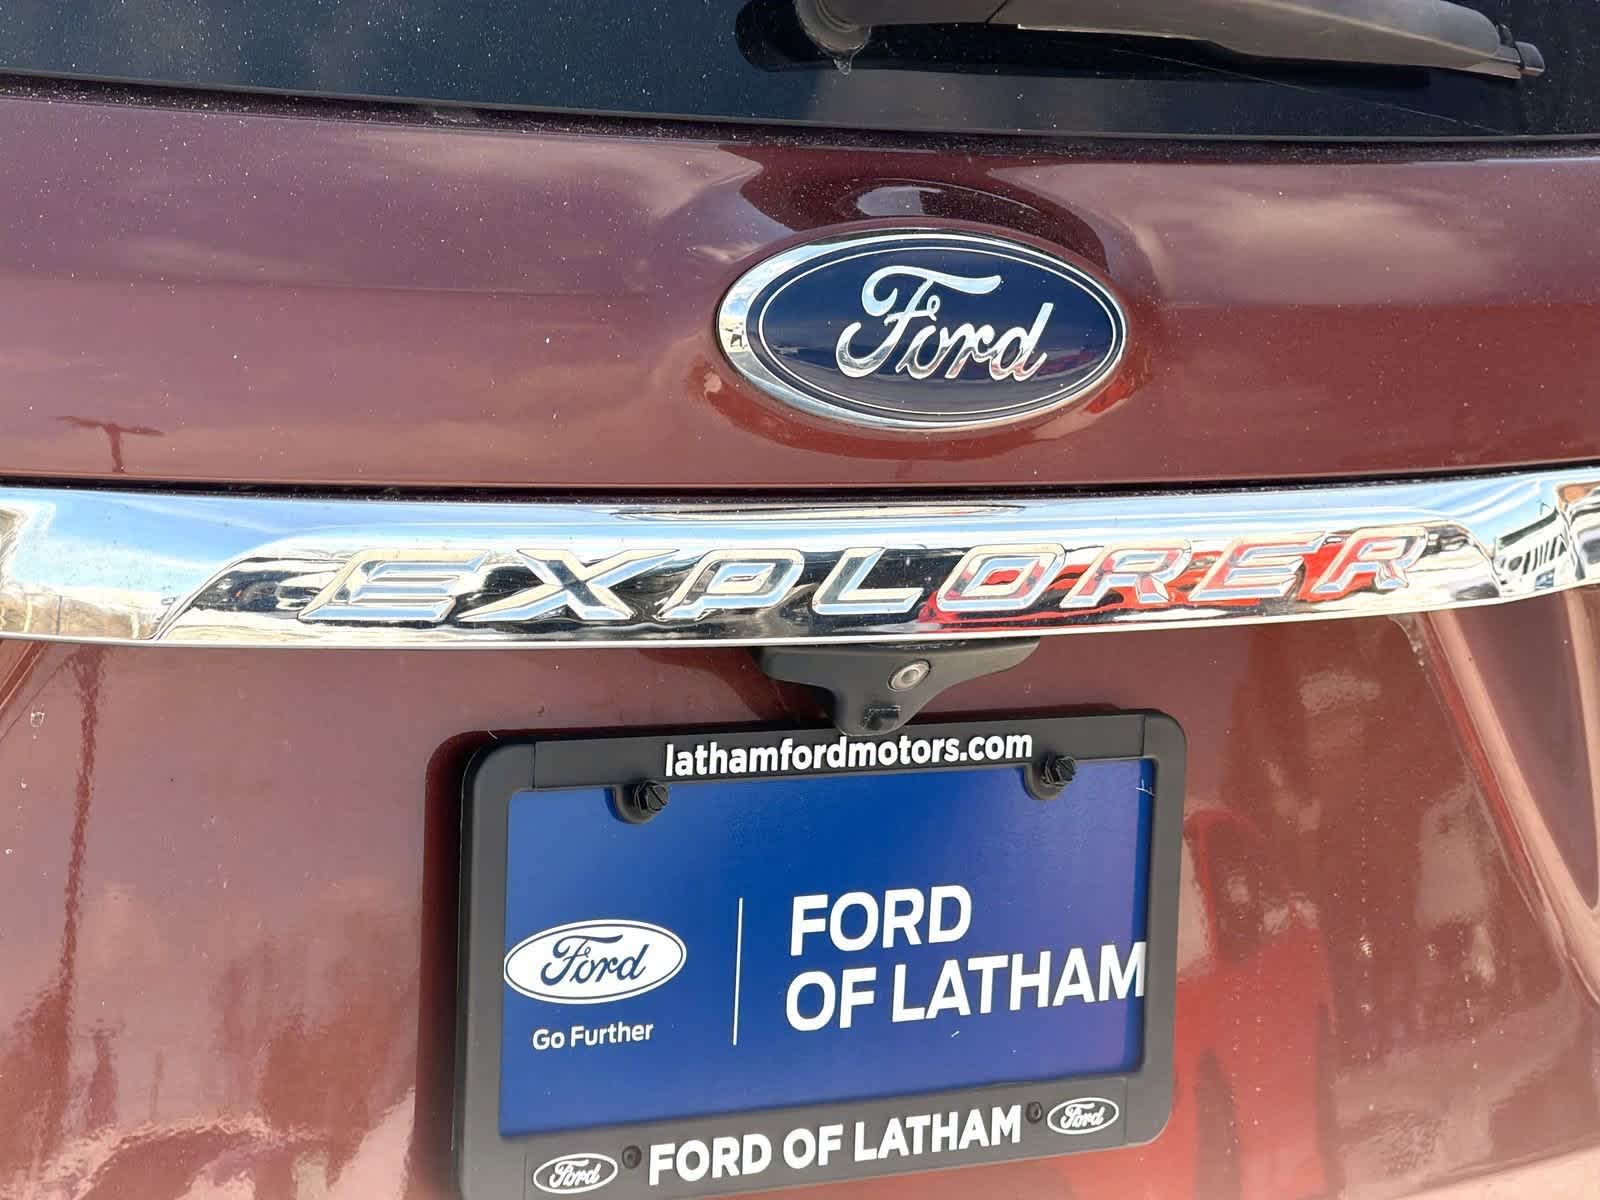 Ford
EXPLORER
lathamfordmotors.com
Ford
Go Further
FORD
OF LATHAM
Ford
FORD OF LATHAM
Ford